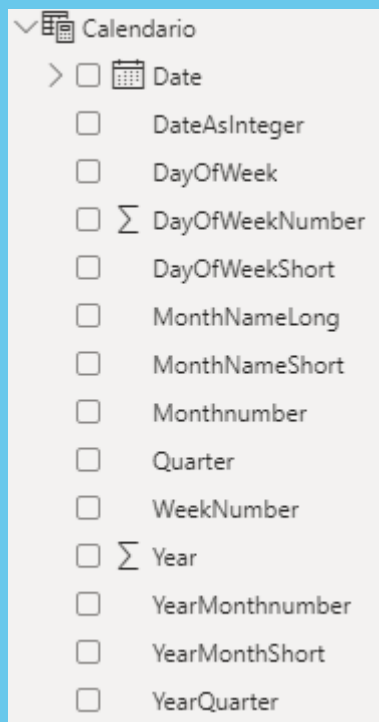 Calendario
Date
DateAsInteger
DayOfWeek
∑ DayOfWeekNumber
DayOfWeekShort
MonthNameLong
MonthNameShort
Monthnumber
Quarter
WeekNumber
∑ Year
YearMonthnumber
YearMonthShort
YearQuarter